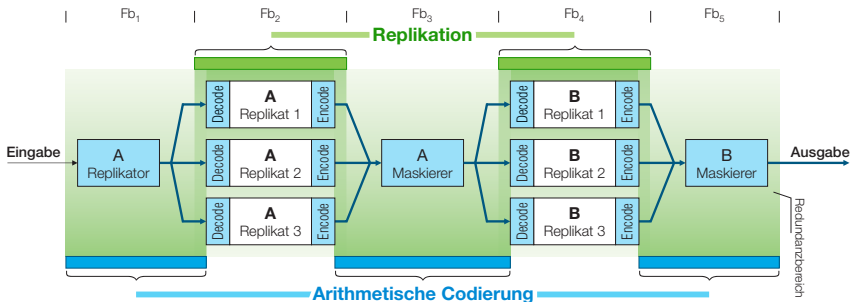 Fb₁ Fb₂ Fb₃ Fb₄ Fb₅
Replikation
Decode A Encode
Replikat 1
Decode B Encode
Replikat 1
Eingabe
A
Replikator
Decode A Encode
Replikat 2
A
Maskierer
Decode B Encode
Replikat 2
B
Maskierer
Ausgabe
Decode A Encode
Replikat 3
Decode B Encode
Replikat 3
Redundanzbereich
Arithmetische Codierung